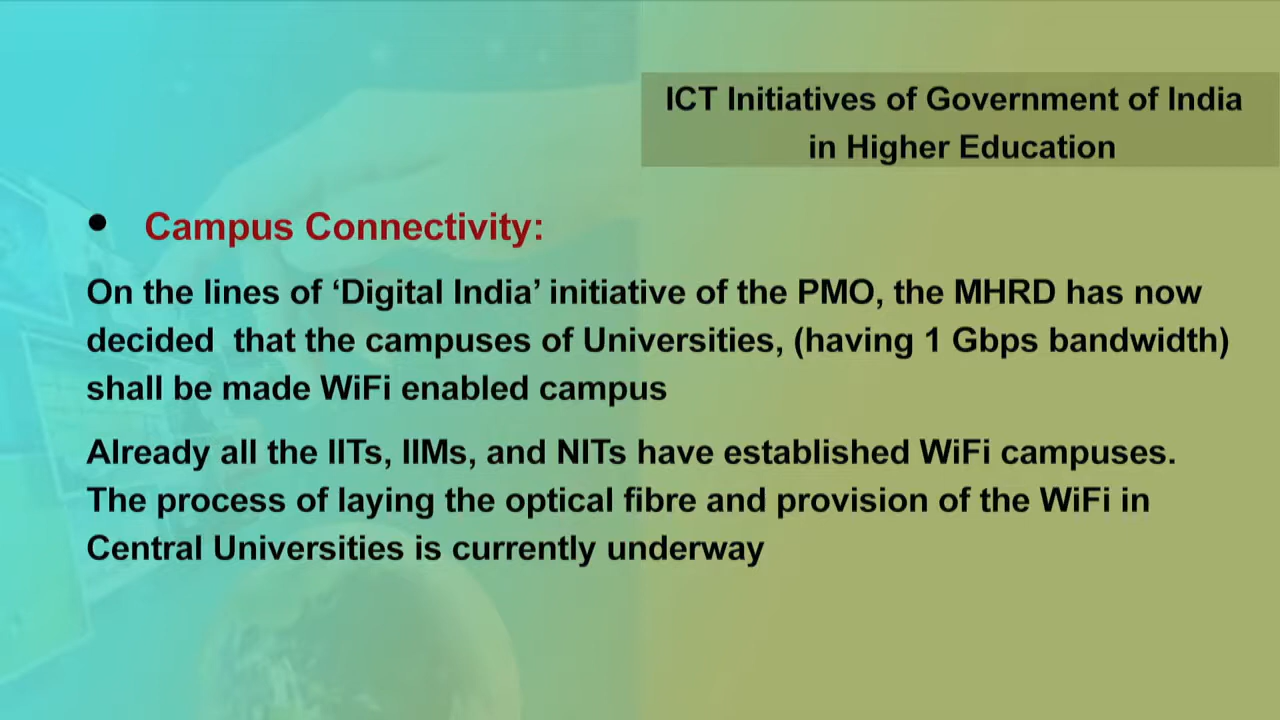 ICT Initiatives of Government of India
in Higher Education
• Campus Connectivity:
On the lines of ‘Digital India’ initiative of the PMO, the MHRD has now
decided  that the campuses of Universities, (having 1 Gbps bandwidth)
shall be made WiFi enabled campus
Already all the IITs, IIMs, and NITs have established WiFi campuses.
The process of laying the optical fibre and provision of the WiFi in
Central Universities is currently underway